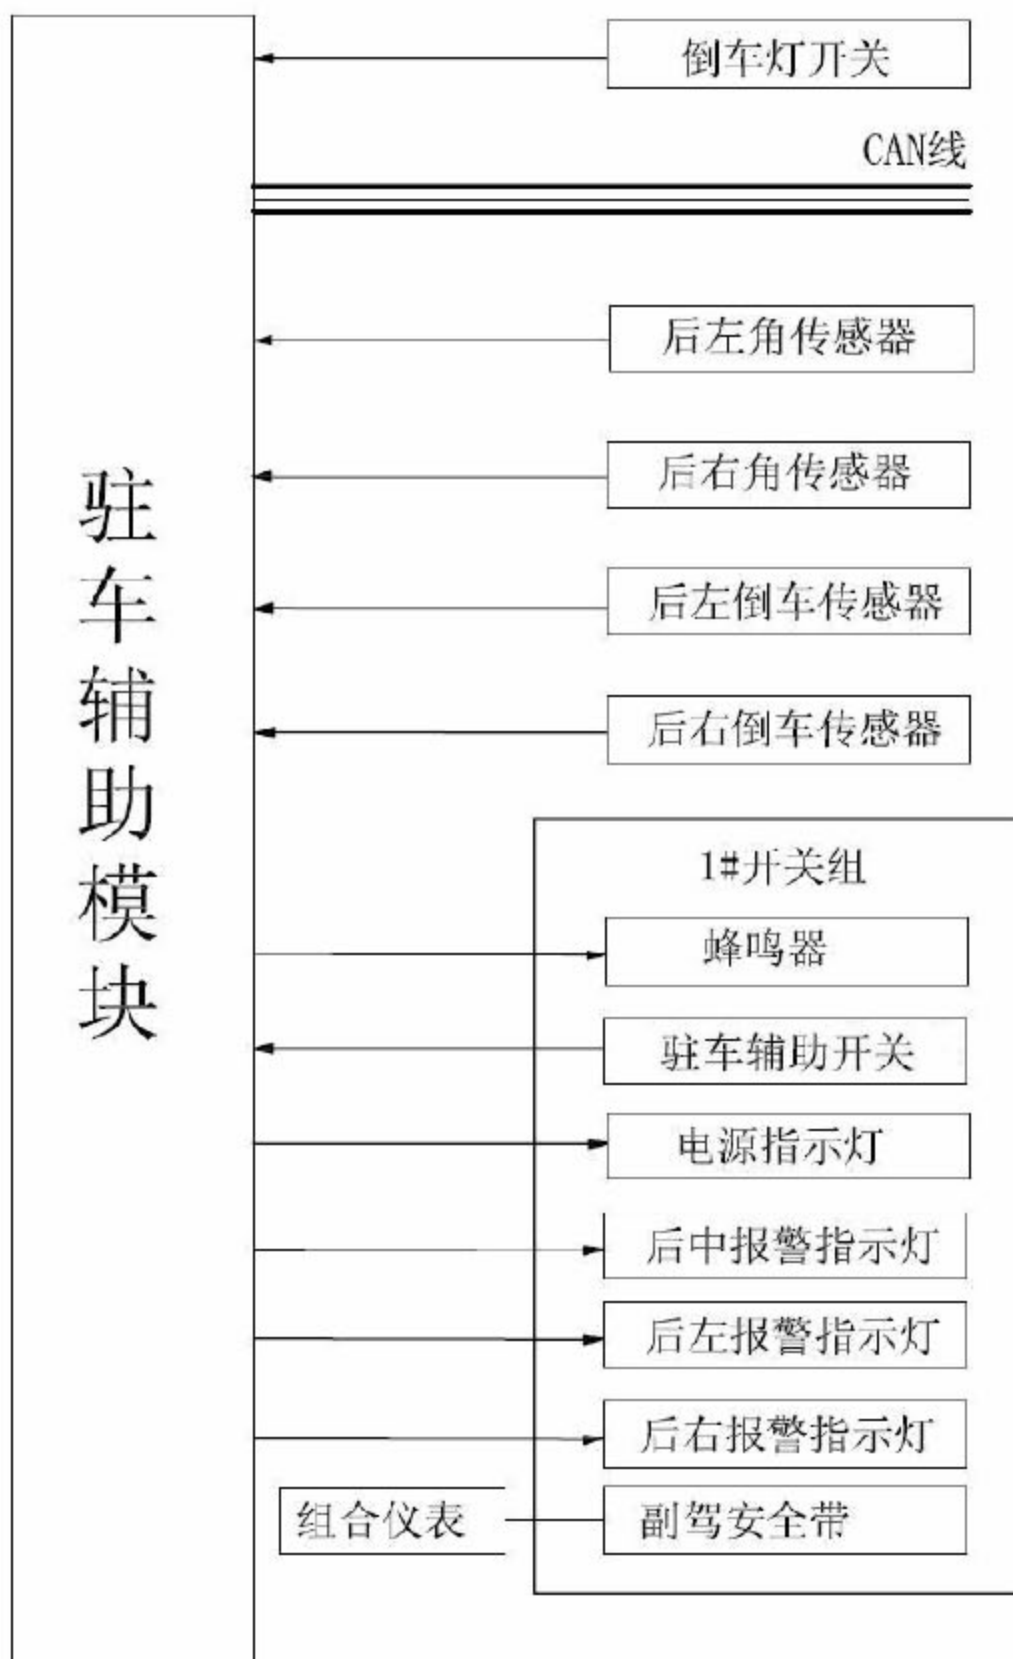 倒车灯开关
CAN线
后左角传感器
后右角传感器
后左倒车传感器
后右倒车传感器
驻车辅助模块
1#开关组
蜂鸣器
驻车辅助开关
电源指示灯
后中报警指示灯
后左报警指示灯
后右报警指示灯
组合仪表
副驾安全带